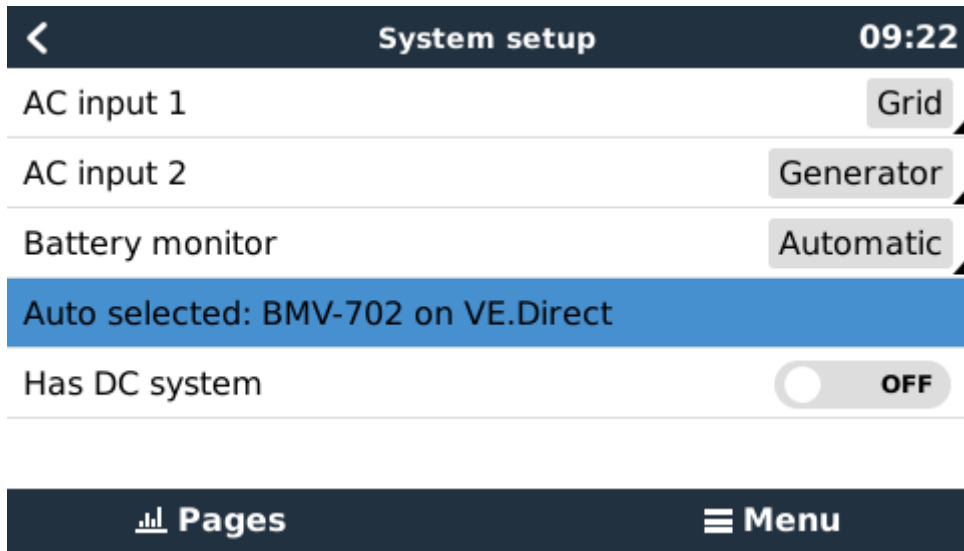 System setup 09:22
AC input 1 Grid
AC input 2 Generator
Battery monitor Automatic
Auto selected: BMV-702 on VE.Direct
Has DC system OFF
Pages Menu